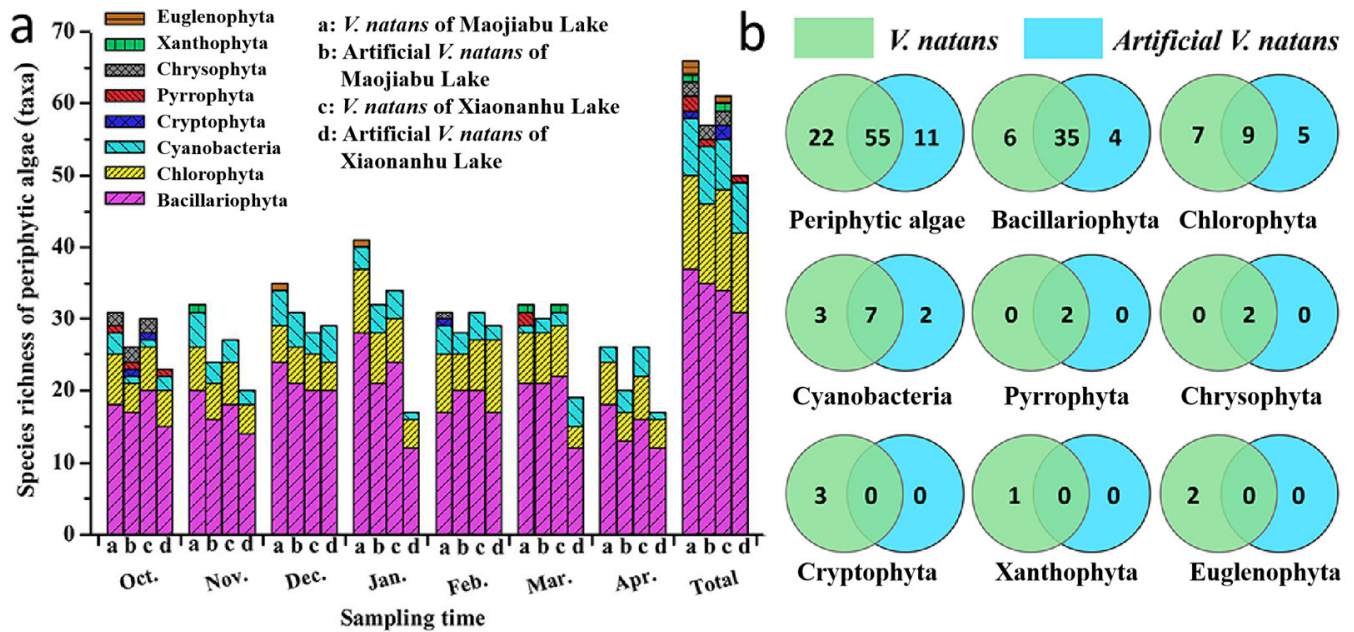 a
Species richness of periphytic algae (taxa)
70
60
50
40
30
20
10
0
Euglenophyta
Xanthophyta
Chrysophyta
Pyrrophyta
Cryptophyta
Cyanobacteria
Chlorophyta
Bacillariophyta
a: V. natans of Maojiabu Lake
b: Artificial V. natans of
Maojiabu Lake
c: V. natans of Xiaonanhu Lake
d: Artificial V. natans of
Xiaonanhu Lake
a b c d a b c d a b c d a b c d a b c d a b c d a b c d a b c d
Oct. Nov. Dec. Jan. Feb. Mar. Apr. Total
Sampling time
b
V. natans Artificial V. natans
22 55 11 6 35 4 7 9 5
Periphytic algae Bacillariophyta Chlorophyta
3 7 2 0 2 0 0 2 0
Cyanobacteria Pyrrophyta Chrysophyta
3 0 0 1 0 0 2 0 0
Cryptophyta Xanthophyta Euglenophyta